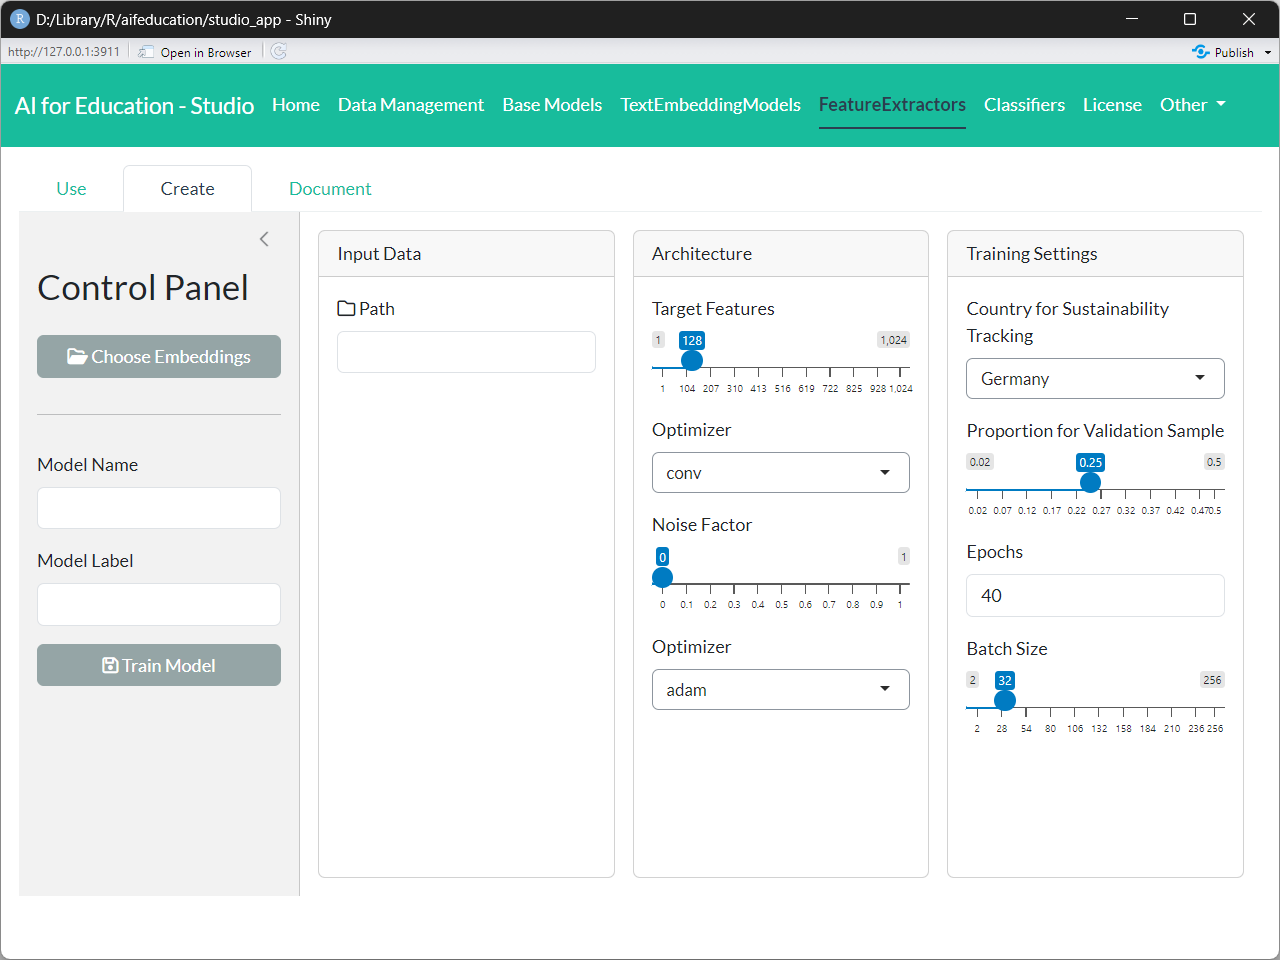 D:/Library/R/aifeducation/studio_app - Shiny
http://127.0.0.1:3911 Open in Browser Publish
AI for Education - Studio Home Data Management Base Models TextEmbeddingModels FeatureExtractors Classifiers License Other
Use Create Document
Control Panel
Choose Embeddings
Model Name
Model Label
Train Model
Input Data
Path
Architecture
Target Features
1 128 1,024
1 104 207 310 413 516 619 722 825 928 1,024
Optimizer
conv
Noise Factor
0 1
0 0.1 0.2 0.3 0.4 0.5 0.6 0.7 0.8 0.9 1
Optimizer
adam
Training Settings
Country for Sustainability
Tracking
Germany
Proportion for Validation Sample
0.02 0.25 0.5
0.02 0.07 0.12 0.17 0.22 0.27 0.32 0.37 0.42 0.47 0.5
Epochs
40
Batch Size
2 32 256
2 28 54 80 106 132 158 184 210 236 256